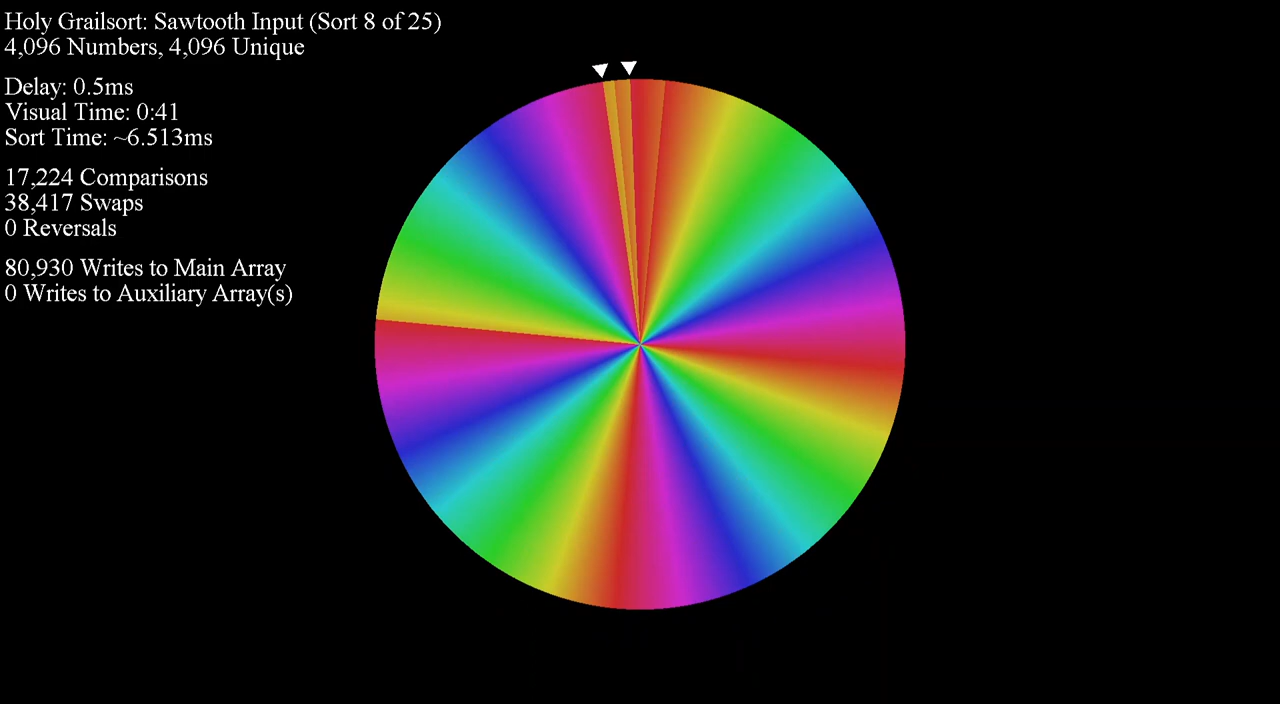 Holy Grailsort: Sawtooth Input (Sort 8 of 25)
4,096 Numbers, 4,096 Unique
Delay: 0.5ms
Visual Time: 0:41
Sort Time: ~6.513ms
17,224 Comparisons
38,417 Swaps
0 Reversals
80,930 Writes to Main Array
0 Writes to Auxiliary Array(s)